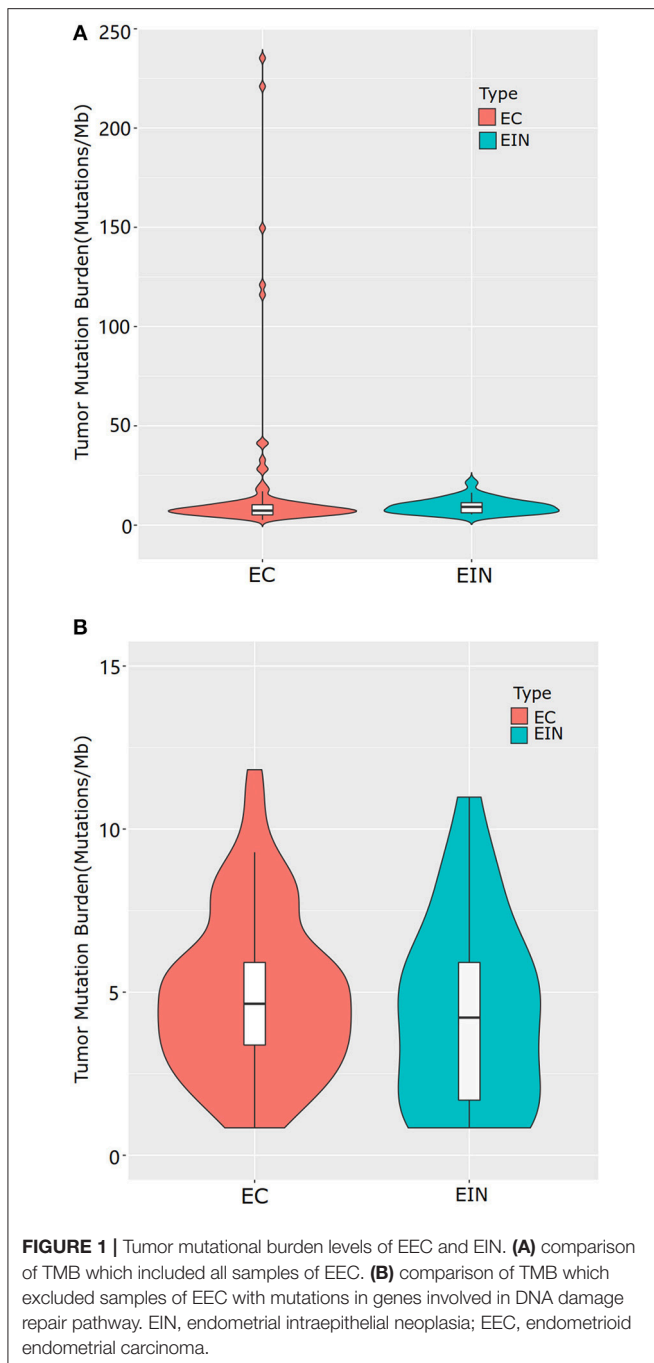 A
250
200
150
100
50
0
Tumor Mutation Burden(Mutations/Mb)
Type
EC
EIN
EC
EIN
B
15
10
5
0
Tumor Mutation Burden(Mutations/Mb)
Type
EC
EIN
EC
EIN
FIGURE 1 | Tumor mutational burden levels of EEC and EIN. (A) comparison
of TMB which included all samples of EEC. (B) comparison of TMB which
excluded samples of EEC with mutations in genes involved in DNA damage
repair pathway. EIN, endometrial intraepithelial neoplasia; EEC, endometrioid
endometrial carcinoma.